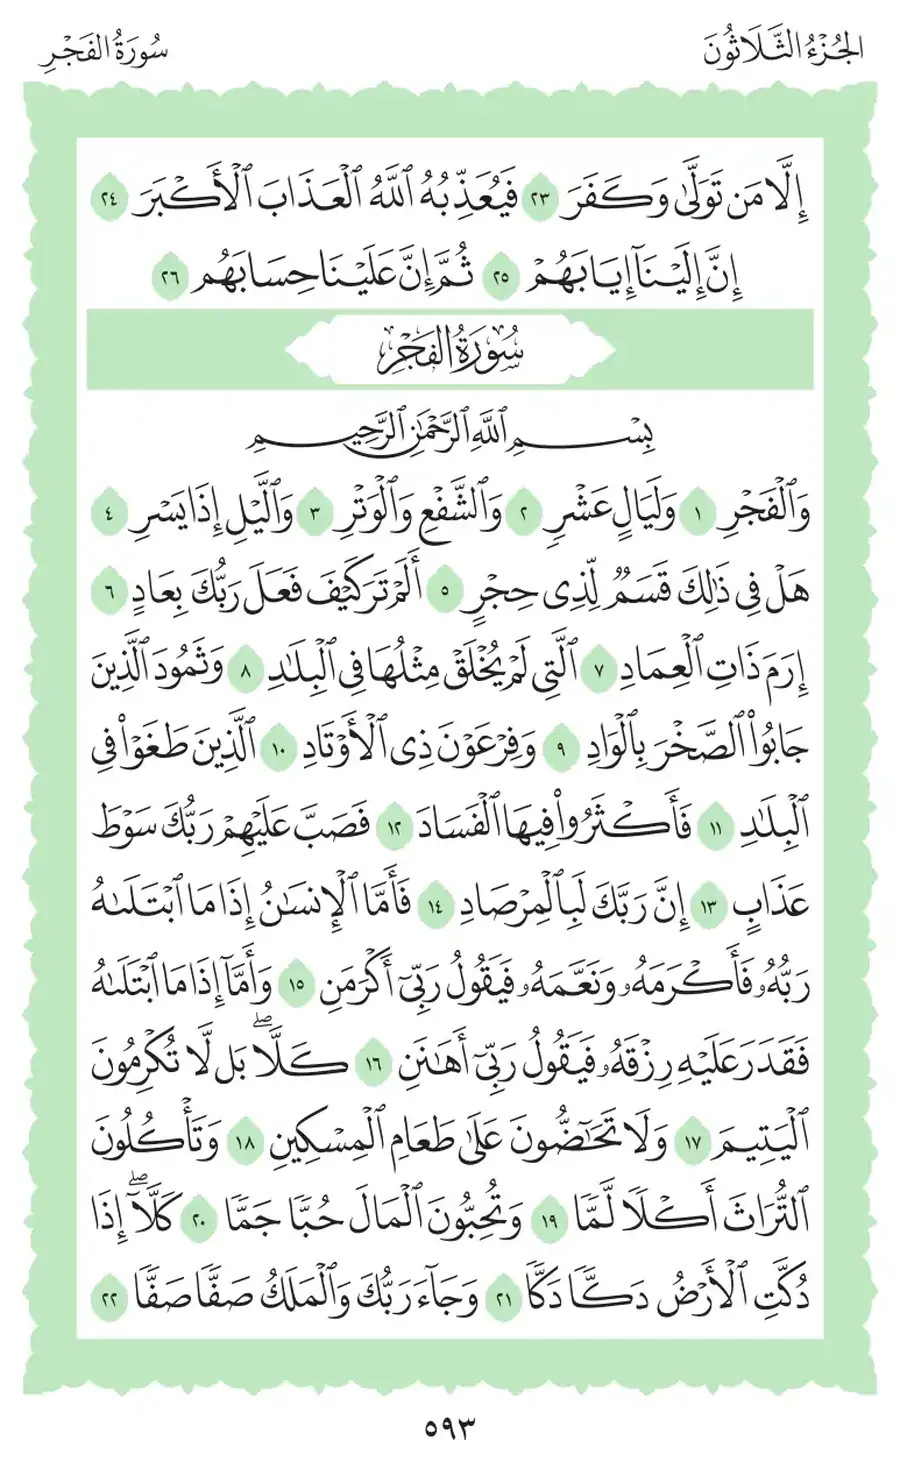 الجُزْءُ الثَّلَاثُونَ
سُورَةُ الفَجْرِ
إِلَّا مَن تَوَلَّىٰ وَكَفَرَ ٢٣ فَيُعَذِّبُهُ ٱللَّهُ ٱلْعَذَابَ ٱلْأَكْبَرَ ٢٤
إِنَّ إِلَيْنَآ إِيَابَهُمْ ٢٥ ثُمَّ إِنَّ عَلَيْنَا حِسَابَهُم ٢٦
سُورَةُ الفَجْرِ
بِسْمِ ٱللَّهِ ٱلرَّحْمَٰنِ ٱلرَّحِيمِ
وَٱلْفَجْرِ ١ وَلَيَالٍ عَشْرٍ ٢ وَٱلشَّفْعِ وَٱلْوَتْرِ ٣ وَٱلَّيْلِ إِذَا يَسْرِ ٤
هَلْ فِى ذَٰلِكَ قَسَمٌ لِّذِى حِجْرٍ ٥ أَلَمْ تَرَ كَيْفَ فَعَلَ رَبُّكَ بِعَادٍ ٦
إِرَمَ ذَاتِ ٱلْعِمَادِ ٧ ٱلَّتِى لَمْ يُخْلَقْ مِثْلُهَا فِى ٱلْبِلَٰدِ ٨ وَثَمُودَ ٱلَّذِينَ
جَابُوا۟ ٱلصَّخْرَ بِٱلْوَادِ ٩ وَفِرْعَوْنَ ذِى ٱلْأَوْتَادِ ١٠ ٱلَّذِينَ طَغَوْا۟ فِى
ٱلْبِلَٰدِ ١١ فَأَكْثَرُوا۟ فِيهَا ٱلْفَسَادَ ١٢ فَصَبَّ عَلَيْهِمْ رَبُّكَ سَوْطَ
عَذَابٍ ١٣ إِنَّ رَبَّكَ لَبِٱلْمِرْصَادِ ١٤ فَأَمَّا ٱلْإِنسَٰنُ إِذَا مَا ٱبْتَلَىٰهُ
رَبُّهُۥ فَأَكْرَمَهُۥ وَنَعَّمَهُۥ فَيَقُولُ رَبِّىٓ أَكْرَمَنِ ١٥ وَأَمَّآ إِذَا مَا ٱبْتَلَىٰهُ
فَقَدَرَ عَلَيْهِ رِزْقَهُۥ فَيَقُولُ رَبِّىٓ أَهَٰنَنِ ١٦ كَلَّا ۖ بَل لَّا تُكْرِمُونَ
ٱلْيَتِيمَ ١٧ وَلَا تَحَٰٓضُّونَ عَلَىٰ طَعَامِ ٱلْمِسْكِينِ ١٨ وَتَأْكُلُونَ
ٱلتُّرَاثَ أَكْلًا لَّمًّا ١٩ وَتُحِبُّونَ ٱلْمَالَ حُبًّا جَمًّا ٢٠ كَلَّآ ۖ إِذَا
دُكَّتِ ٱلْأَرْضُ دَكًّا دَكًّا ٢١ وَجَآءَ رَبُّكَ وَٱلْمَلَكُ صَفًّا صَفًّا ٢٢
٥٩٣